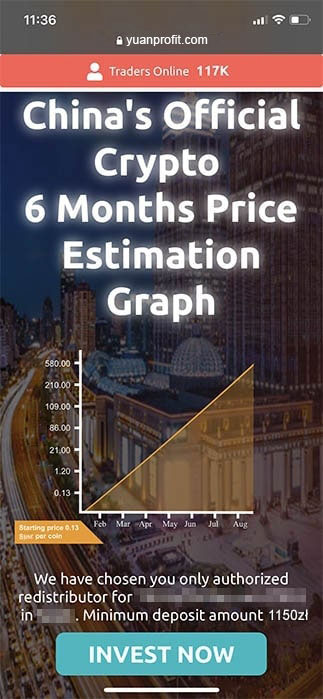 11:36
yuanprofit.com
Traders Online 117K
China's Official
Crypto
6 Months Price
Estimation
Graph
580.00
210.00
109.00
86.00
21,00
1.20
0.13
Feb Mar Apr May Jun Jul Aug
Starting price 0.13
per coin
We have chosen you only authorized
redistributor for
in . Minimum deposit amount 1150zł
INVEST NOW